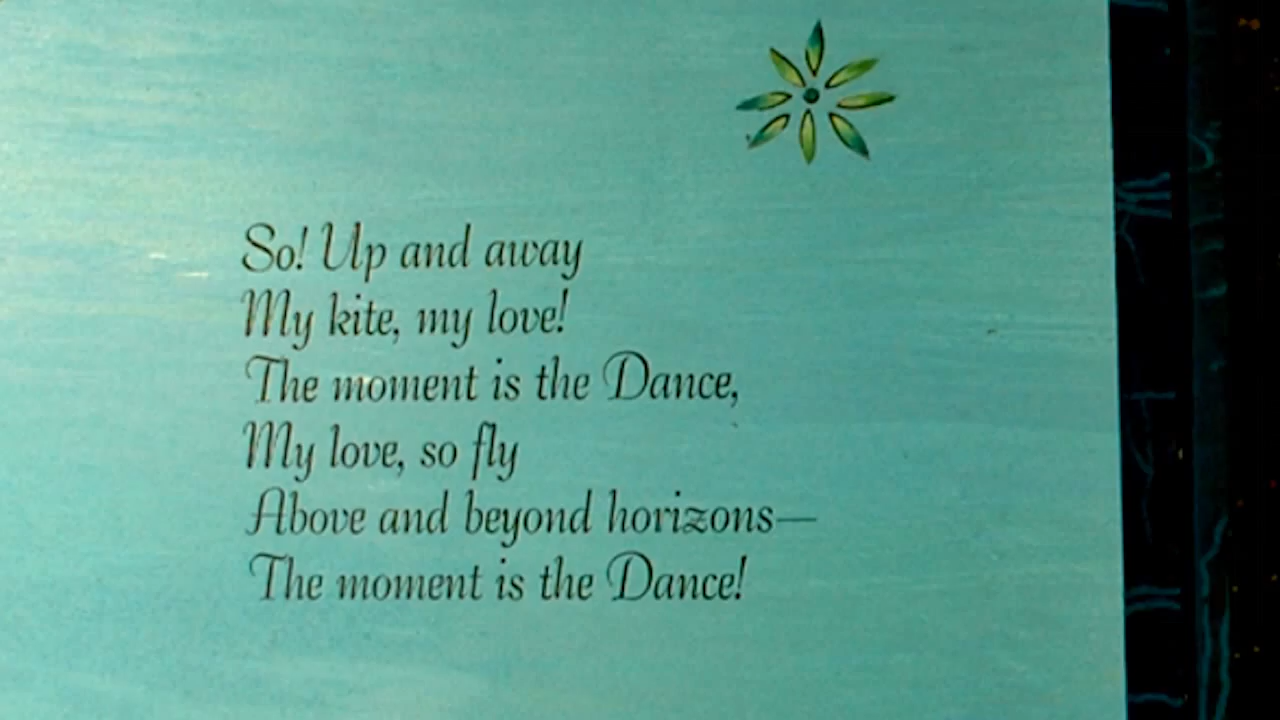 So! Up and away
My kite, my love!
The moment is the Dance,
My love, so fly
Above and beyond horizons—
The moment is the Dance!